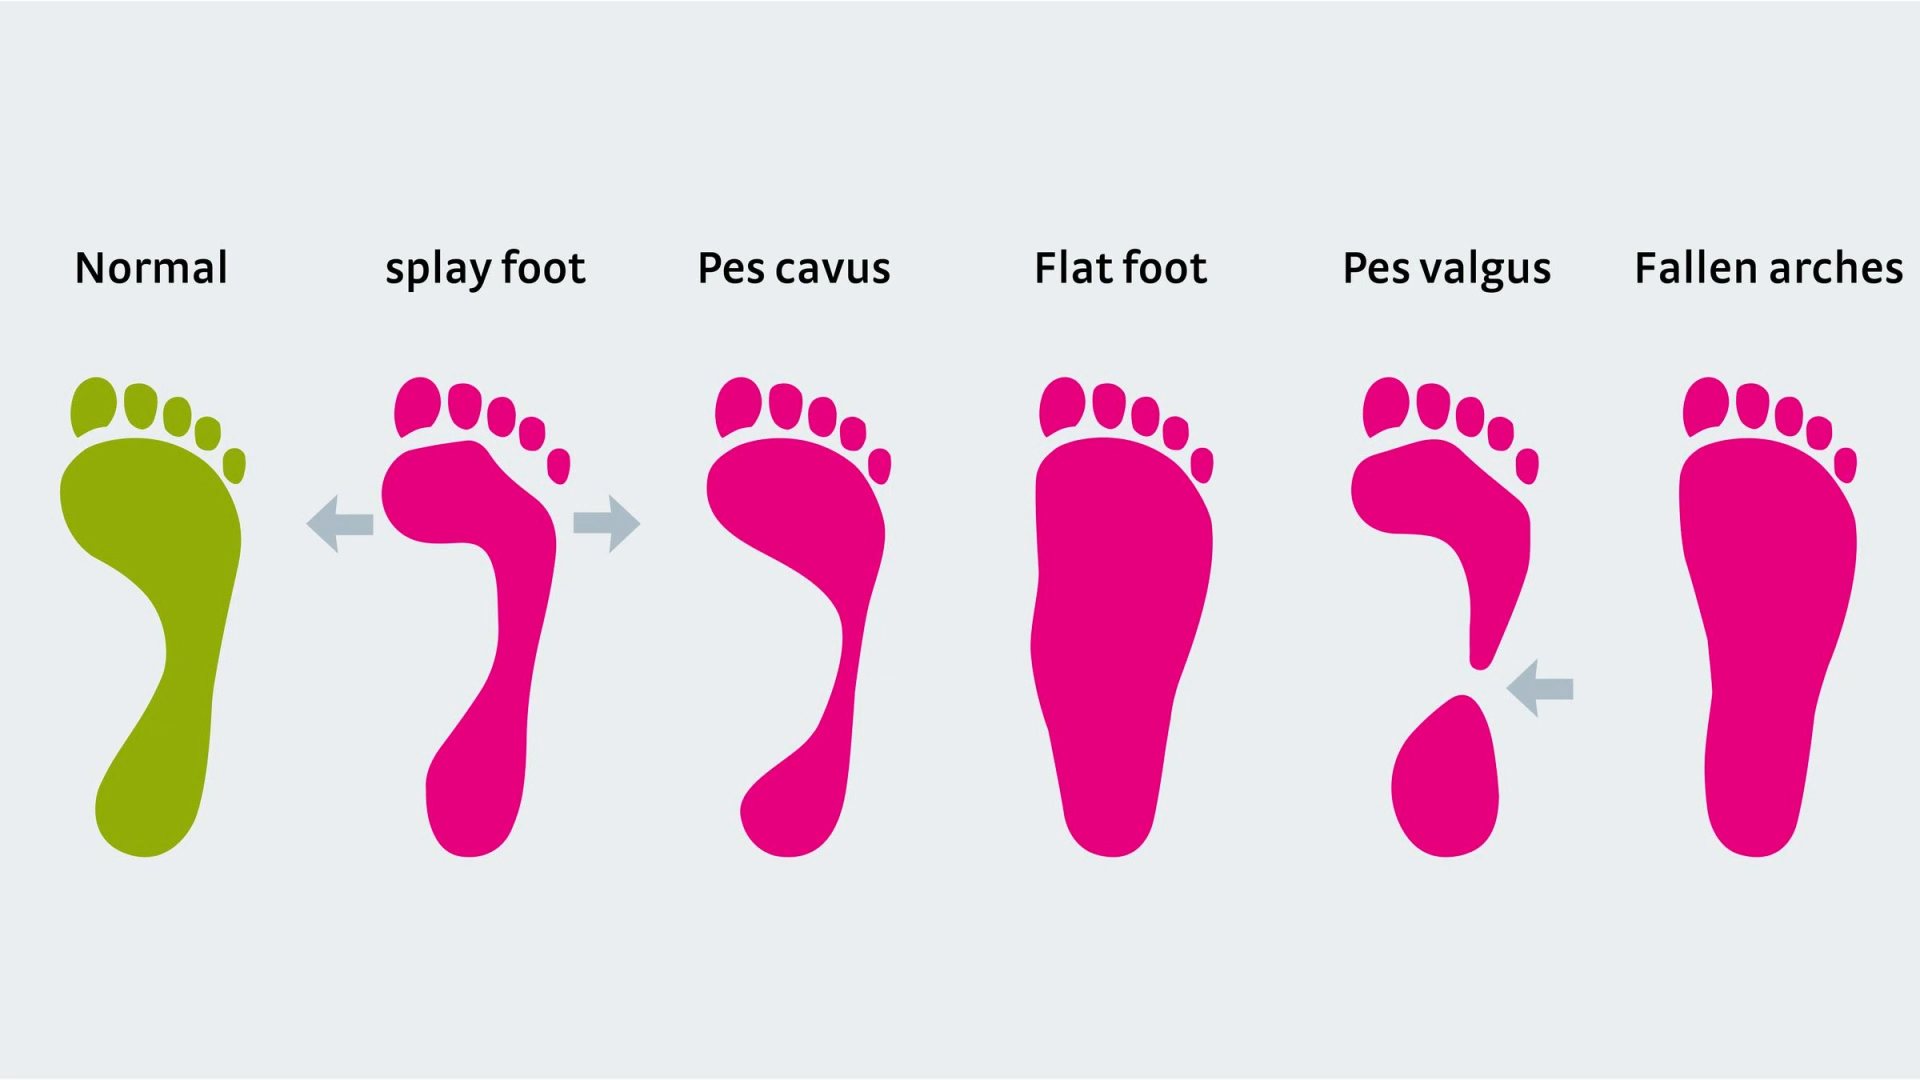 Normal
splay foot
Pes cavus
Flat foot
Pes valgus
Fallen arches